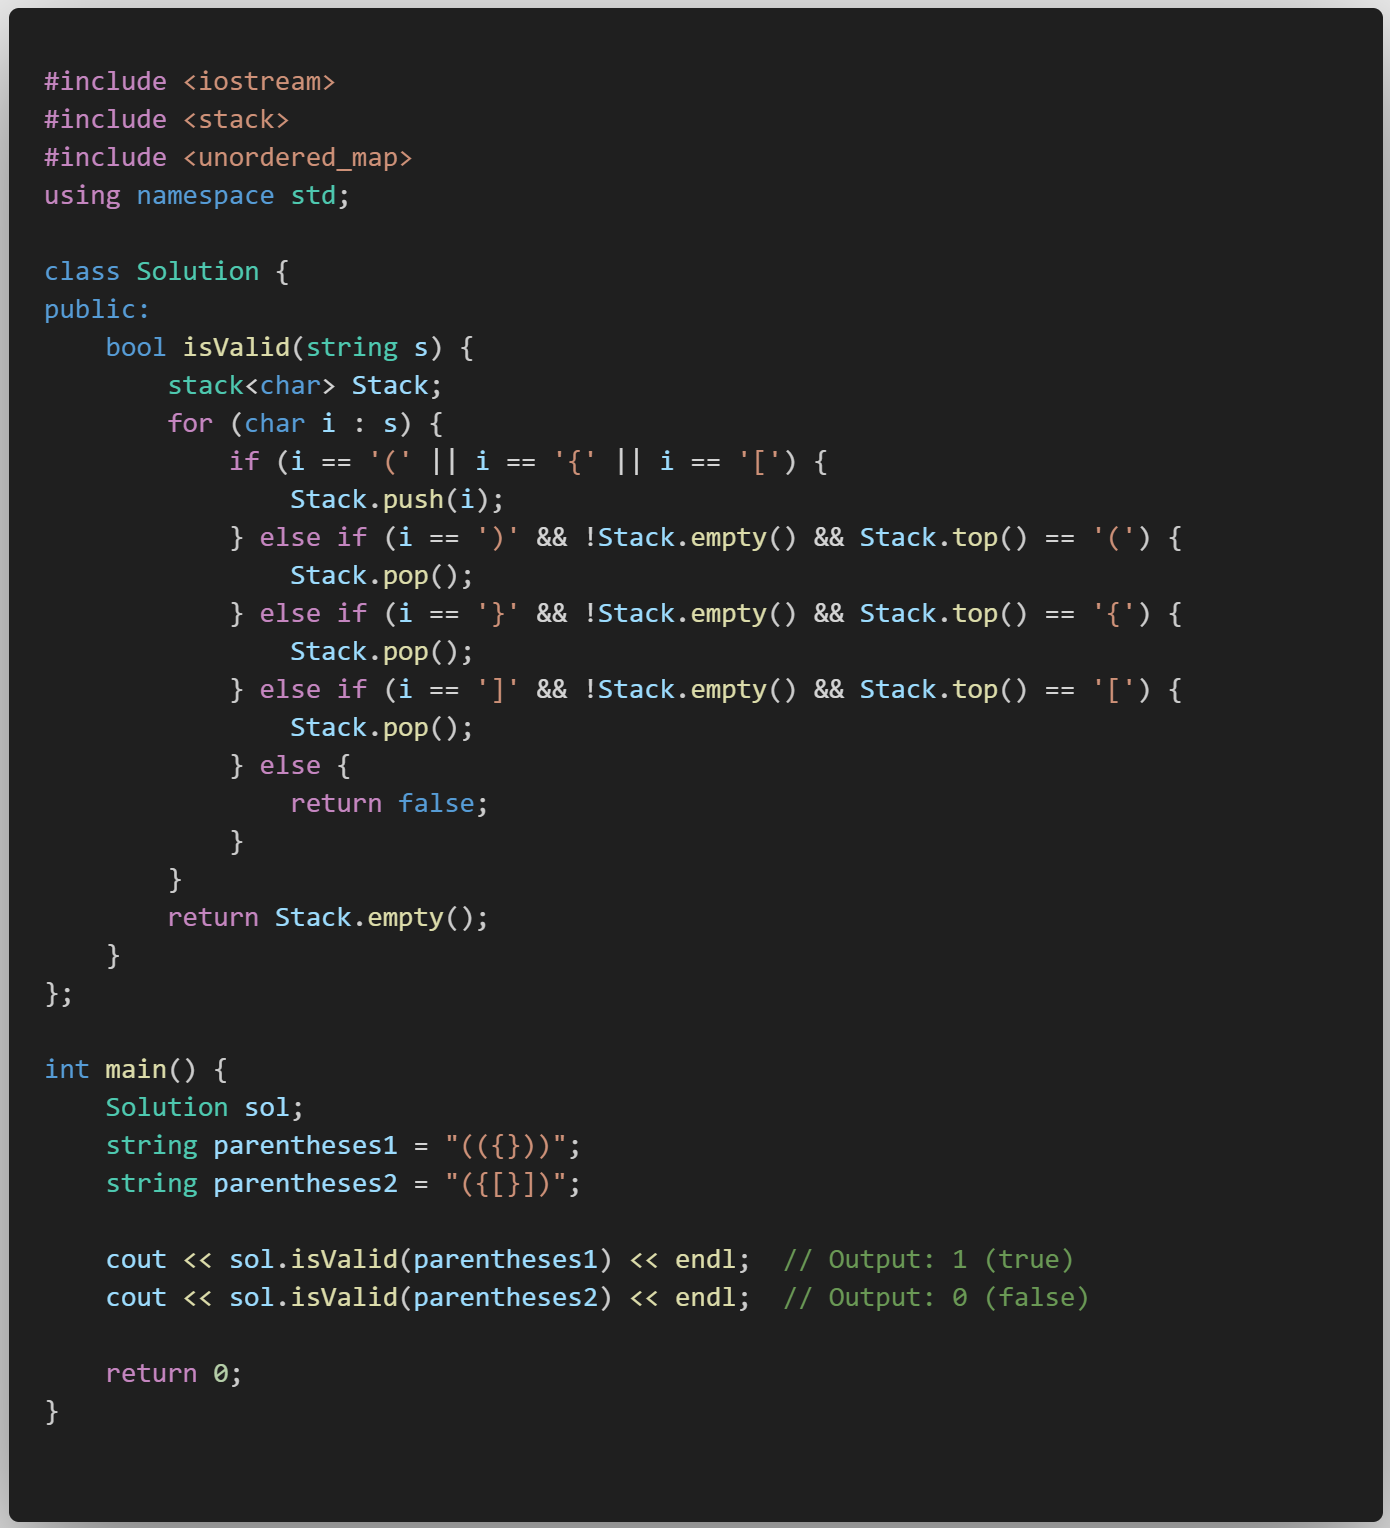 #include <iostream>
#include <stack>
#include <unordered_map>
using namespace std;

class Solution {
public:
    bool isValid(string s) {
        stack<char> Stack;
        for (char i : s) {
            if (i == '(' || i == '{' || i == '[') {
                Stack.push(i);
            } else if (i == ')' && !Stack.empty() && Stack.top() == '(') {
                Stack.pop();
            } else if (i == '}' && !Stack.empty() && Stack.top() == '{') {
                Stack.pop();
            } else if (i == ']' && !Stack.empty() && Stack.top() == '[') {
                Stack.pop();
            } else {
                return false;
            }
        }
        return Stack.empty();
    }
};

int main() {
    Solution sol;
    string parentheses1 = "(({}))";
    string parentheses2 = "({[}])";

    cout << sol.isValid(parentheses1) << endl;  // Output: 1 (true)
    cout << sol.isValid(parentheses2) << endl;  // Output: 0 (false)

    return 0;
}